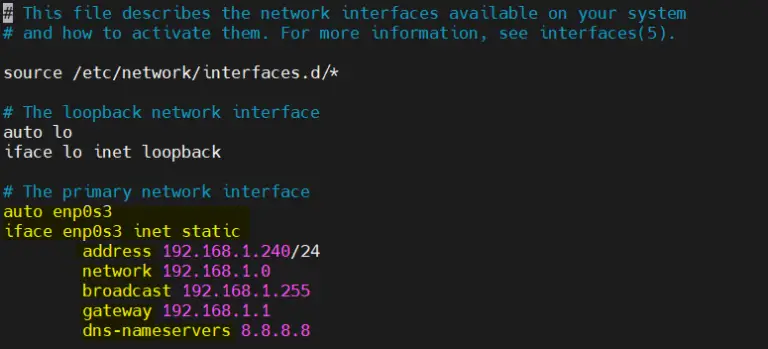 # This file describes the network interfaces available on your system
# and how to activate them. For more information, see interfaces(5).
source /etc/network/interfaces.d/*
# The loopback network interface
auto lo
iface lo inet loopback
# The primary network interface
auto enp0s3
iface enp0s3 inet static
address 192.168.1.240/24
network 192.168.1.0
broadcast 192.168.1.255
gateway 192.168.1.1
dns-nameservers 8.8.8.8